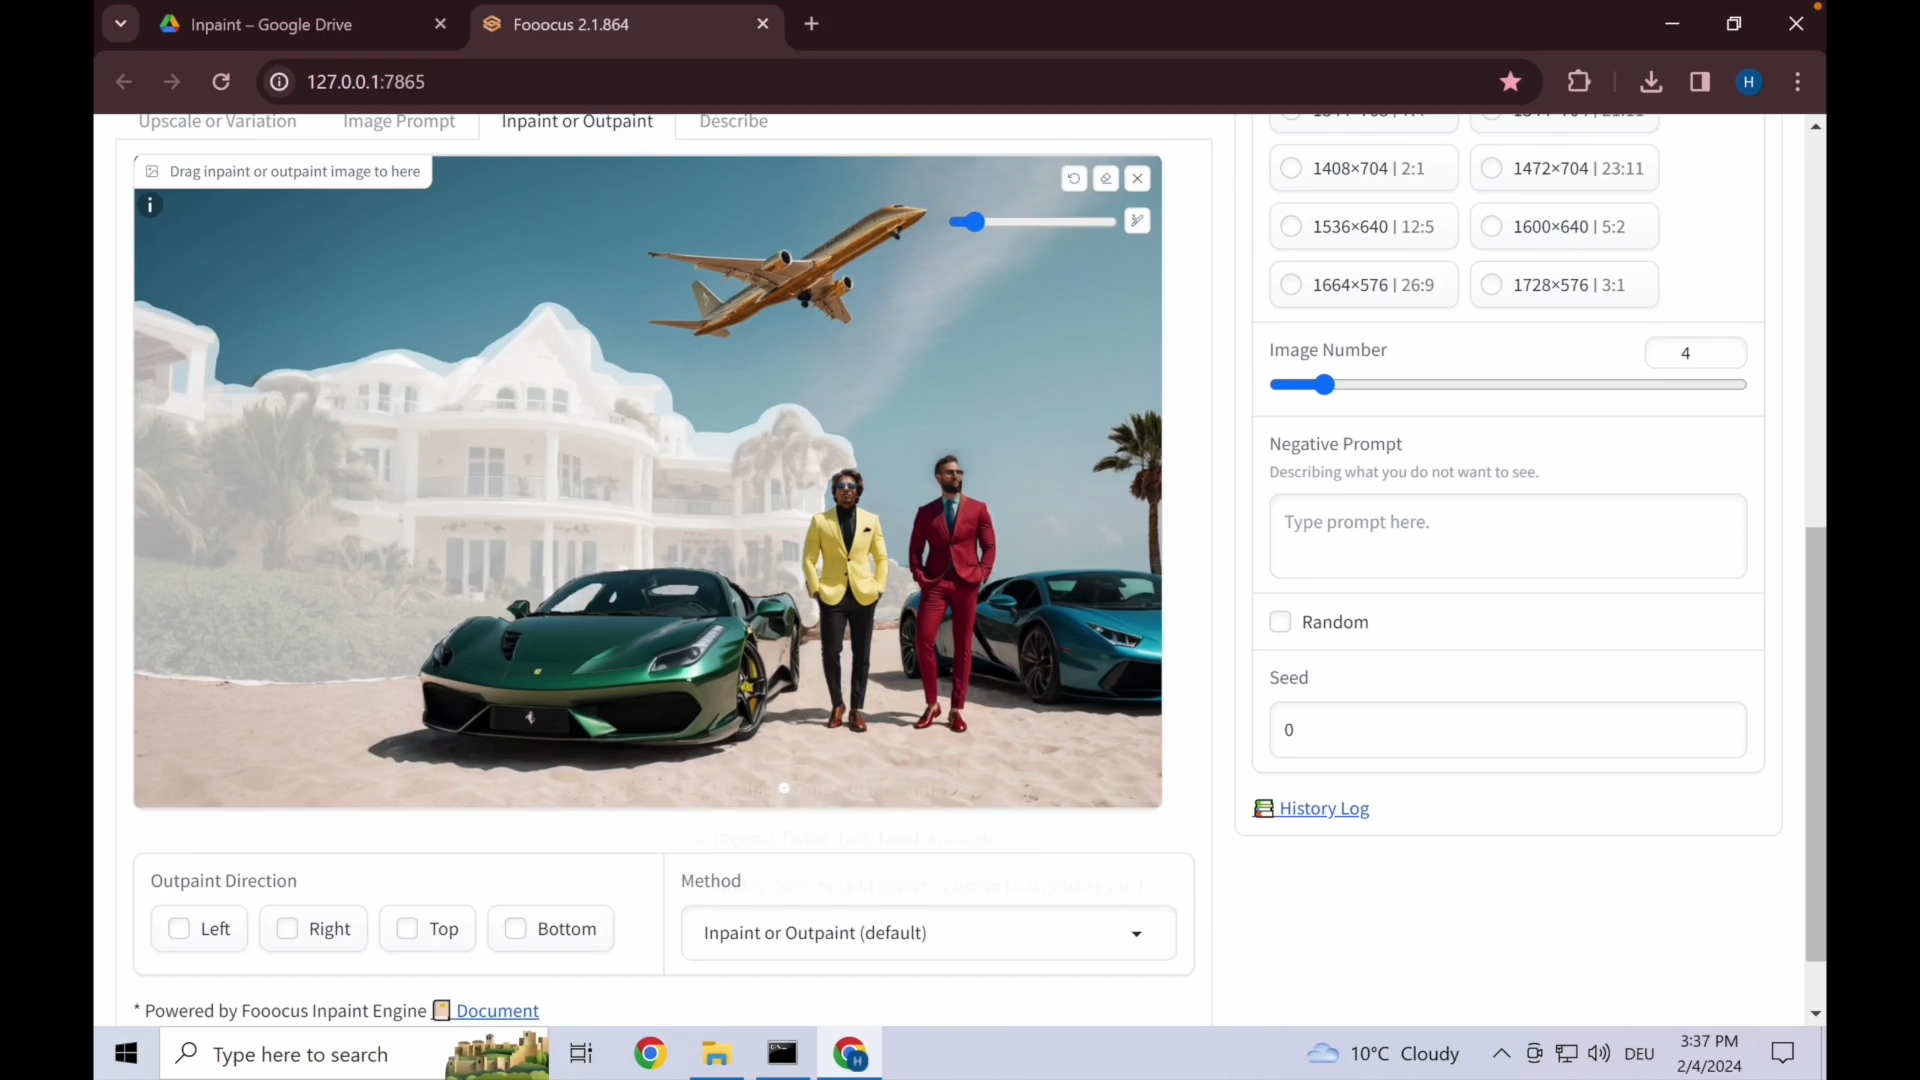 Inpaint – Google Drive
Fooocus 2.1.864
127.0.0.1:7865
H
Upscale or Variation
Image Prompt
Inpaint or Outpaint
Describe
Drag inpaint or outpaint image to here
1408×704 | 2:1
1472×704 | 23:11
1536×640 | 12:5
1600×640 | 5:2
1664×576 | 26:9
1728×576 | 3:1
Image Number
4
Negative Prompt
Describing what you do not want to see.
Type prompt here.
Random
Seed
0
History Log
Outpaint Direction
Left
Right
Top
Bottom
Method
Inpaint or Outpaint (default)
* Powered by Fooocus Inpaint Engine Document
Type here to search
10°C Cloudy
DEU
3:37 PM
2/4/2024